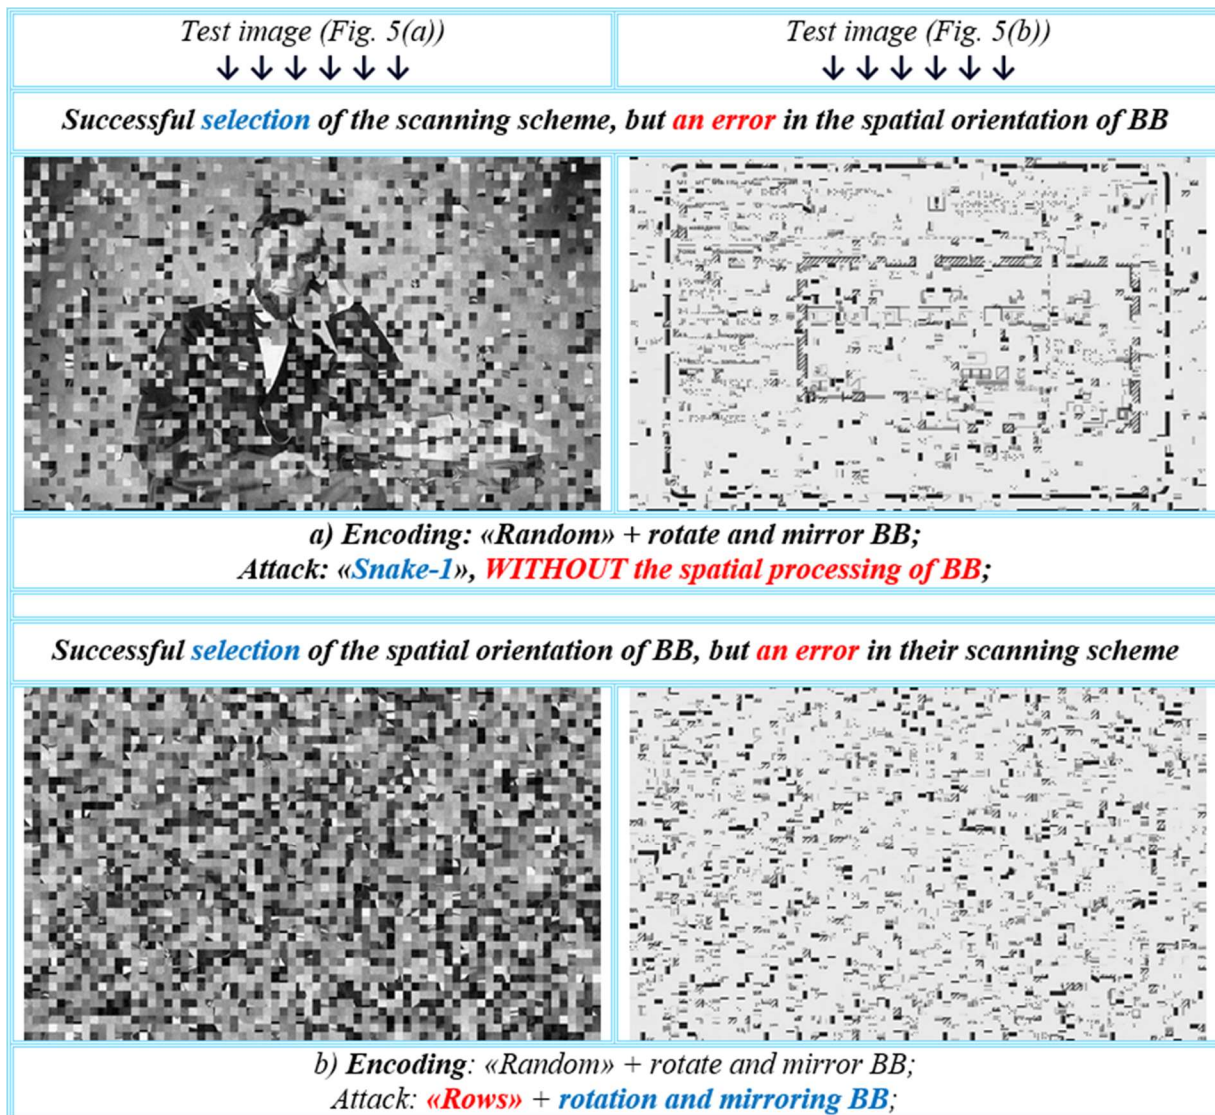 Test image (Fig. 5(a))
Test image (Fig. 5(b))
↓ ↓ ↓ ↓ ↓ ↓
↓ ↓ ↓ ↓ ↓ ↓
Successful selection of the scanning scheme, but an error in the spatial orientation of BB
a) Encoding: «Random» + rotate and mirror BB;
Attack: «Snake-1», WITHOUT the spatial processing of BB;
Successful selection of the spatial orientation of BB, but an error in their scanning scheme
b) Encoding: «Random» + rotate and mirror BB;
Attack: «Rows» + rotation and mirroring BB;